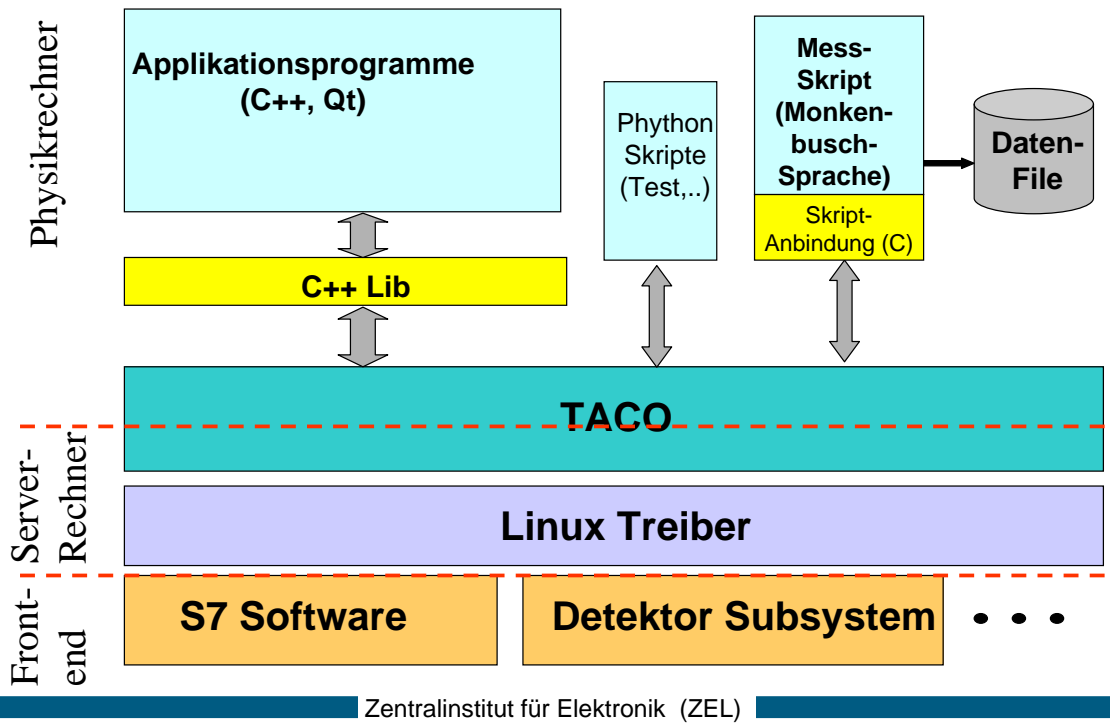 Physikrechner
Applikationsprogramme
(C++, Qt)
Phython
Skripte
(Test,..)
Mess-
Skript
(Monken-
busch-
Sprache)
Skript-
Anbindung (C)
Daten-
File
C++ Lib
TACO
Server-
Rechner
Linux Treiber
Front-
end
S7 Software
Detektor Subsystem
• • •
Zentralinstitut für Elektronik (ZEL)